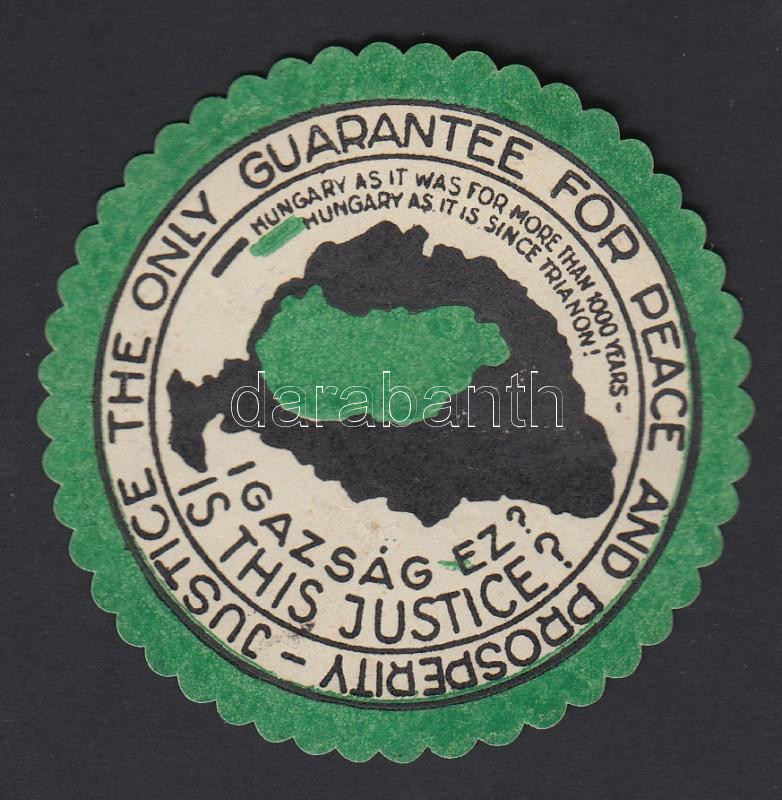 JUSTICE THE ONLY GUARANTEE FOR PEACE AND PROSPERITY –
HUNGARY AS IT WAS FOR MORE THAN 1000 YEARS -
HUNGARY AS IT IS SINCE TRIANON!
darabanth
IGAZSÁG EZ?
IS THIS JUSTICE?